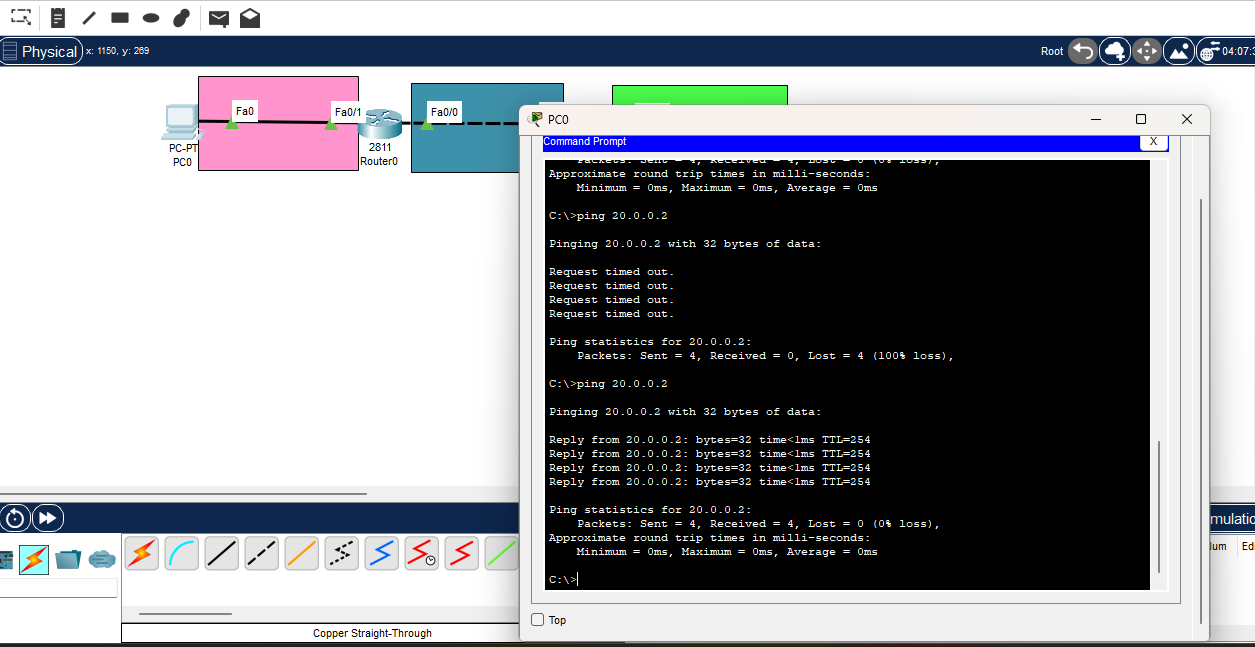 Physical
x: 1150, y: 269
Root
04:07:3
Fa0
Fa0/1
Fa0/0
PC-PT
PC0
2811
Router0
PC0
Command Prompt
X
Packets: Sent = 4, Received = 4, Lost = 0 (0% loss),
Approximate round trip times in milli-seconds:
Minimum = 0ms, Maximum = 0ms, Average = 0ms
C:\>ping 20.0.0.2
Pinging 20.0.0.2 with 32 bytes of data:
Request timed out.
Request timed out.
Request timed out.
Request timed out.
Ping statistics for 20.0.0.2:
Packets: Sent = 4, Received = 0, Lost = 4 (100% loss),
C:\>ping 20.0.0.2
Pinging 20.0.0.2 with 32 bytes of data:
Reply from 20.0.0.2: bytes=32 time<1ms TTL=254
Reply from 20.0.0.2: bytes=32 time<1ms TTL=254
Reply from 20.0.0.2: bytes=32 time<1ms TTL=254
Reply from 20.0.0.2: bytes=32 time<1ms TTL=254
Ping statistics for 20.0.0.2:
Packets: Sent = 4, Received = 4, Lost = 0 (0% loss),
Approximate round trip times in milli-seconds:
Minimum = 0ms, Maximum = 0ms, Average = 0ms
C:\>
Top
Copper Straight-Through